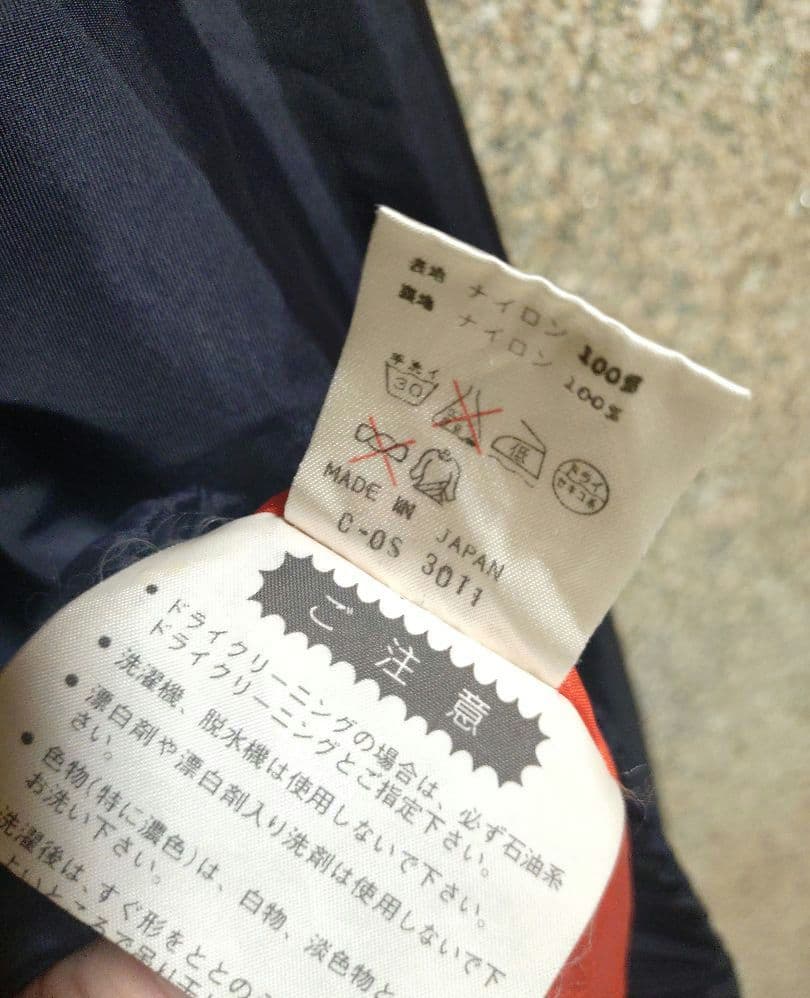 表地 ナイロン 100%
裏地 ナイロン 100%
手洗イ
30
低
ドライ
セキユ系
MADE IN JAPAN
C-OS 3011
ご注意
• ドライクリーニングの場合は、必ず石油系
ドライクリーニングとご指定下さい。
• 洗濯機、脱水機は使用しないで下さい。
• 漂白剤や漂白剤入り洗剤は使用しないで下
さい。
• 色物(特に濃色)は、白物、淡色物と
お洗い下さい。
洗濯後は、すぐ形をととのえ
よいところで